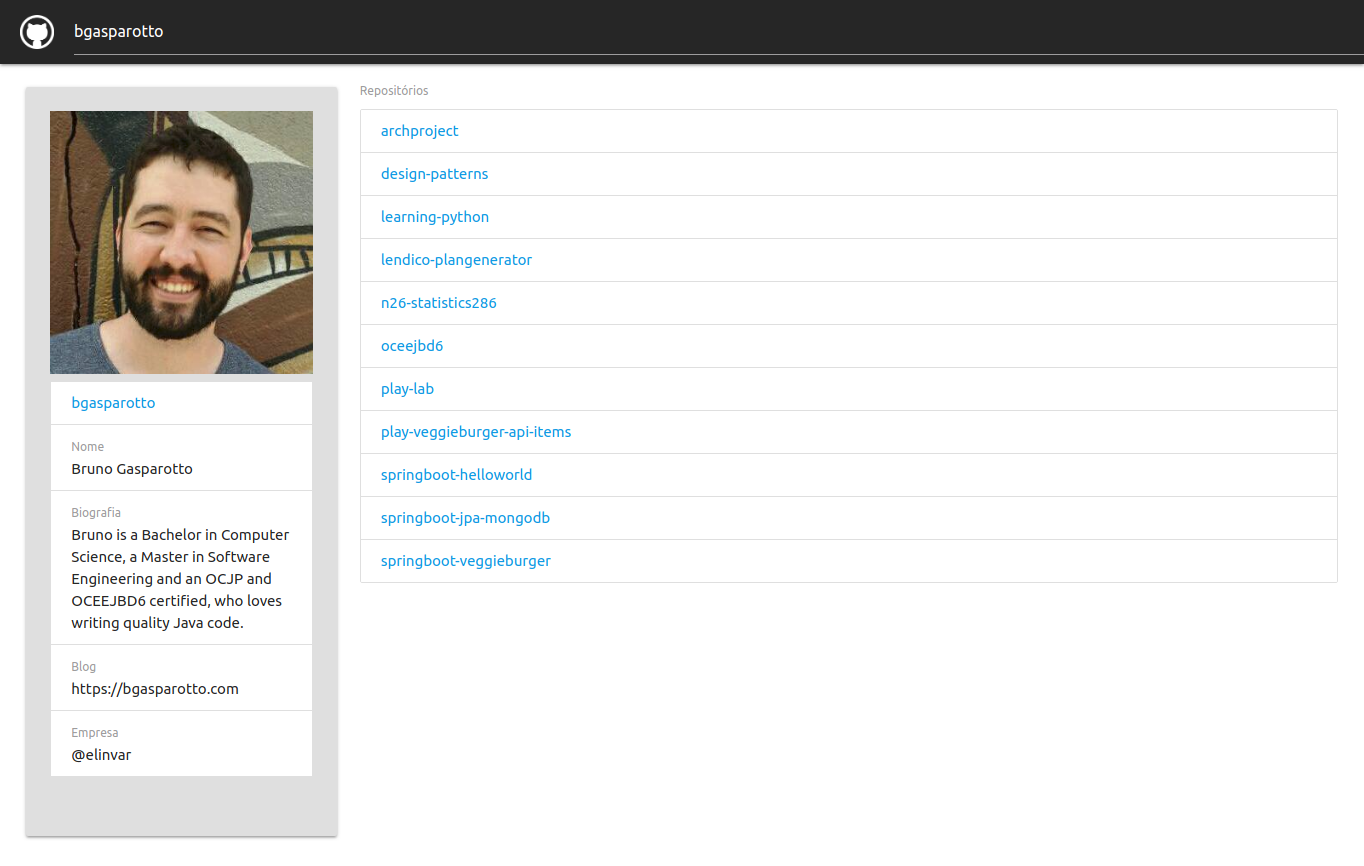 bgasparotto
bgasparotto
Nome
Bruno Gasparotto
Biografia
Bruno is a Bachelor in Computer
Science, a Master in Software
Engineering and an OCJP and
OCEEJBD6 certified, who loves
writing quality Java code.
Blog
https://bgasparotto.com
Empresa
@elinvar
Repositórios
archproject
design-patterns
learning-python
lendico-plangenerator
n26-statistics286
oceejbd6
play-lab
play-veggieburger-api-items
springboot-helloworld
springboot-jpa-mongodb
springboot-veggieburger